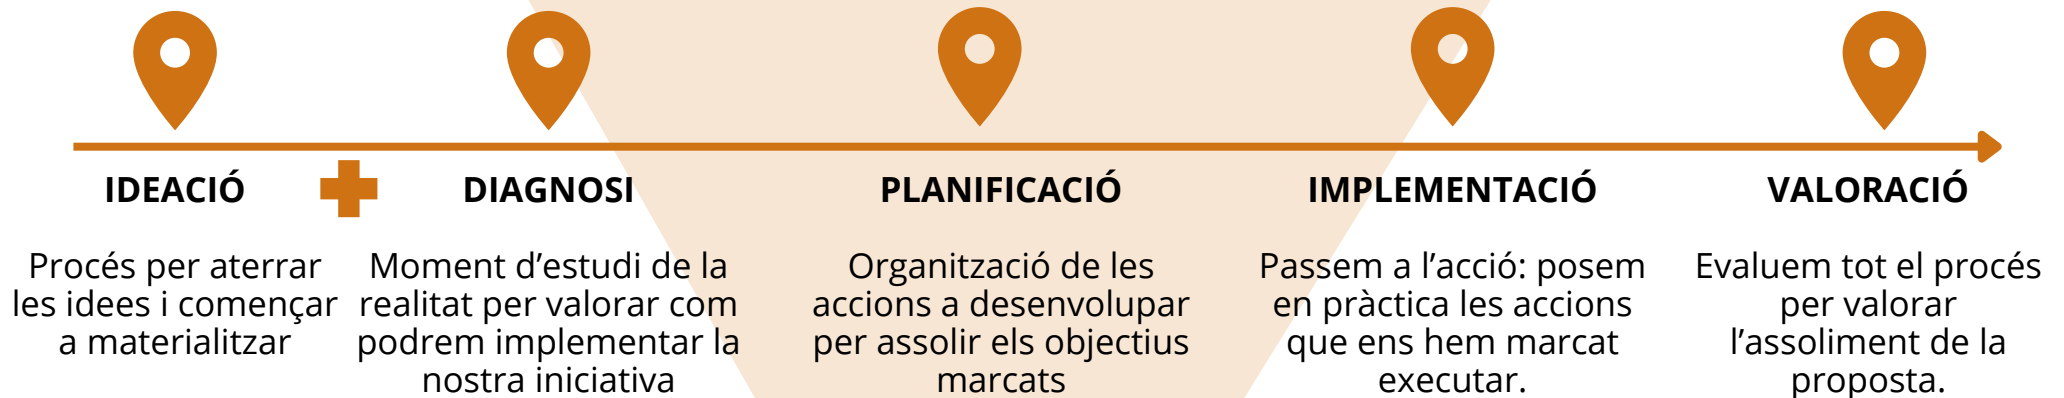 IDEACIÓ
Procés per aterrar
les idees i començar
a materialitzar
DIAGNOSI
Moment d’estudi de la
realitat per valorar com
podrem implementar la
nostra iniciativa
PLANIFICACIÓ
Organització de les
accions a desenvolupar
per assolir els objectius
marcats
IMPLEMENTACIÓ
Passem a l’acció: posem
en pràctica les accions
que ens hem marcat
executar.
VALORACIÓ
Evaluem tot el procés
per valorar
l’assoliment de la
proposta.